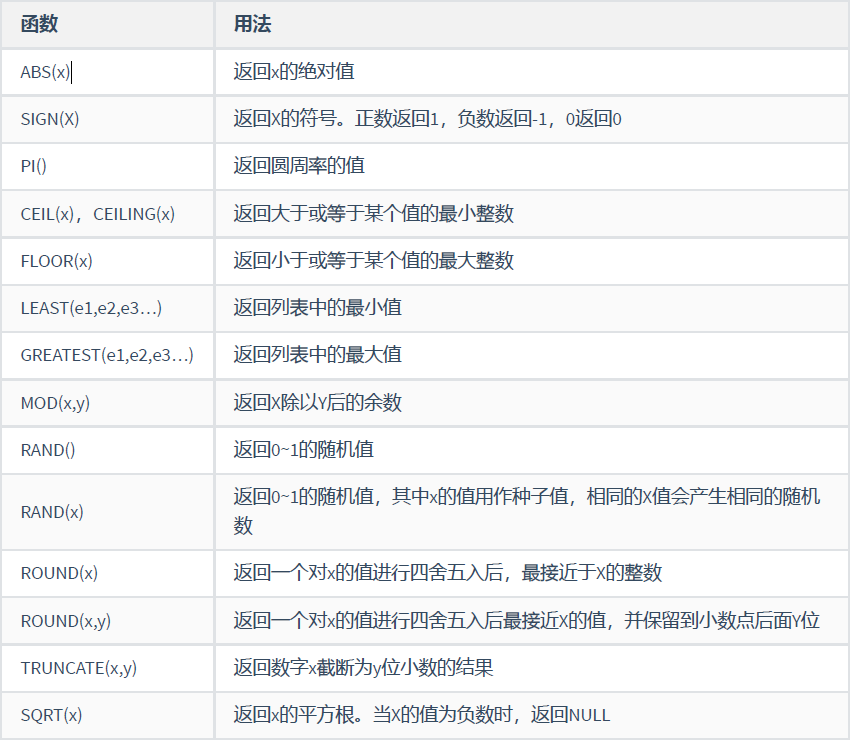 函数 用法
ABS(x) 返回x的绝对值
SIGN(X) 返回X的符号。正数返回1，负数返回-1，0返回0
PI() 返回圆周率的值
CEIL(x)，CEILING(x) 返回大于或等于某个值的最小整数
FLOOR(x) 返回小于或等于某个值的最大整数
LEAST(e1,e2,e3…) 返回列表中的最小值
GREATEST(e1,e2,e3…) 返回列表中的最大值
MOD(x,y) 返回X除以Y后的余数
RAND() 返回0~1的随机值
RAND(x) 返回0~1的随机值，其中x的值用作种子值，相同的X值会产生相同的随机
数
ROUND(x) 返回一个对x的值进行四舍五入后，最接近于X的整数
ROUND(x,y) 返回一个对x的值进行四舍五入后最接近X的值，并保留到小数点后面Y位
TRUNCATE(x,y) 返回数字x截断为y位小数的结果
SQRT(x) 返回x的平方根。当X的值为负数时，返回NULL